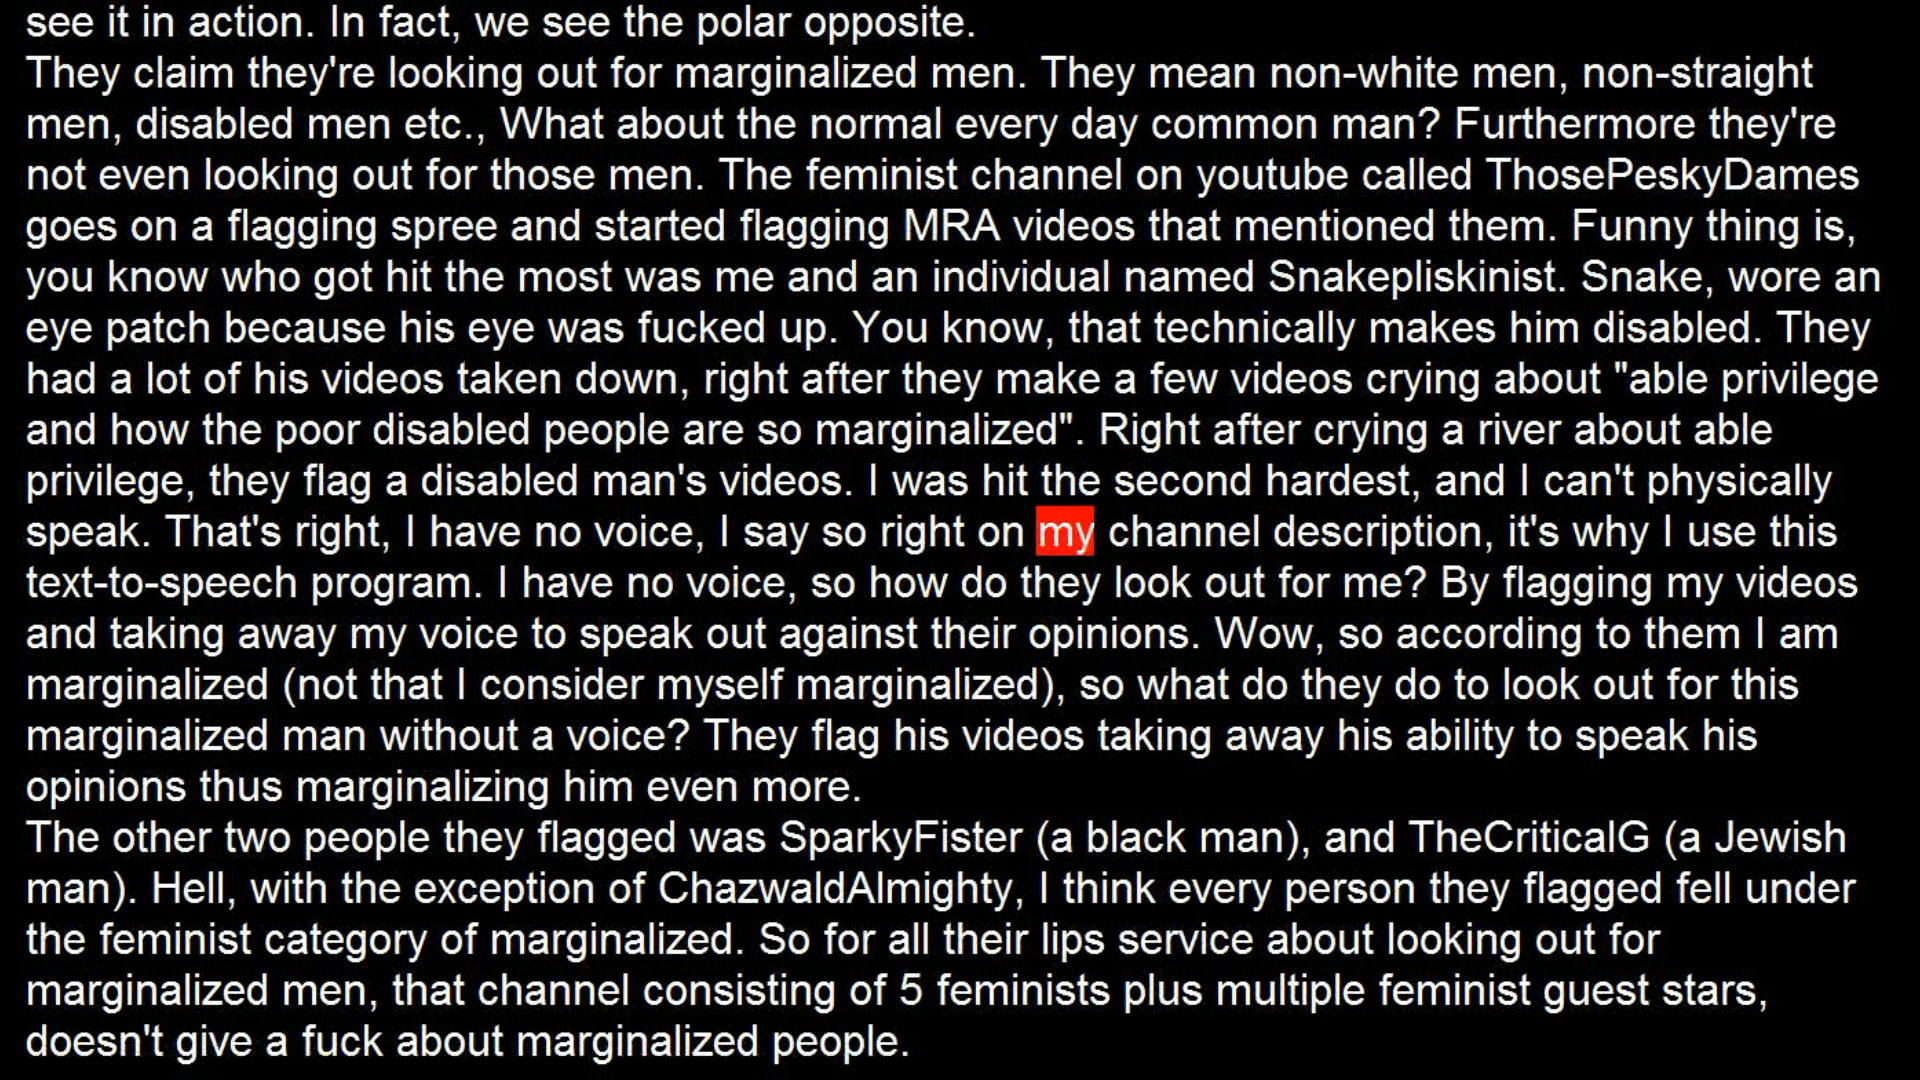 see it in action. In fact, we see the polar opposite.
They claim they're looking out for marginalized men. They mean non-white men, non-straight
men, disabled men etc., What about the normal every day common man? Furthermore they're
not even looking out for those men. The feminist channel on youtube called ThosePeskyDames
goes on a flagging spree and started flagging MRA videos that mentioned them. Funny thing is,
you know who got hit the most was me and an individual named Snakepliskinist. Snake, wore an
eye patch because his eye was fucked up. You know, that technically makes him disabled. They
had a lot of his videos taken down, right after they make a few videos crying about "able privilege
and how the poor disabled people are so marginalized". Right after crying a river about able
privilege, they flag a disabled man's videos. I was hit the second hardest, and I can't physically
speak. That's right, I have no voice, I say so right on my channel description, it's why I use this
text-to-speech program. I have no voice, so how do they look out for me? By flagging my videos
and taking away my voice to speak out against their opinions. Wow, so according to them I am
marginalized (not that I consider myself marginalized), so what do they do to look out for this
marginalized man without a voice? They flag his videos taking away his ability to speak his
opinions thus marginalizing him even more.
The other two people they flagged was SparkyFister (a black man), and TheCriticalG (a Jewish
man). Hell, with the exception of ChazwaldAlmighty, I think every person they flagged fell under
the feminist category of marginalized. So for all their lips service about looking out for
marginalized men, that channel consisting of 5 feminists plus multiple feminist guest stars,
doesn't give a fuck about marginalized people.